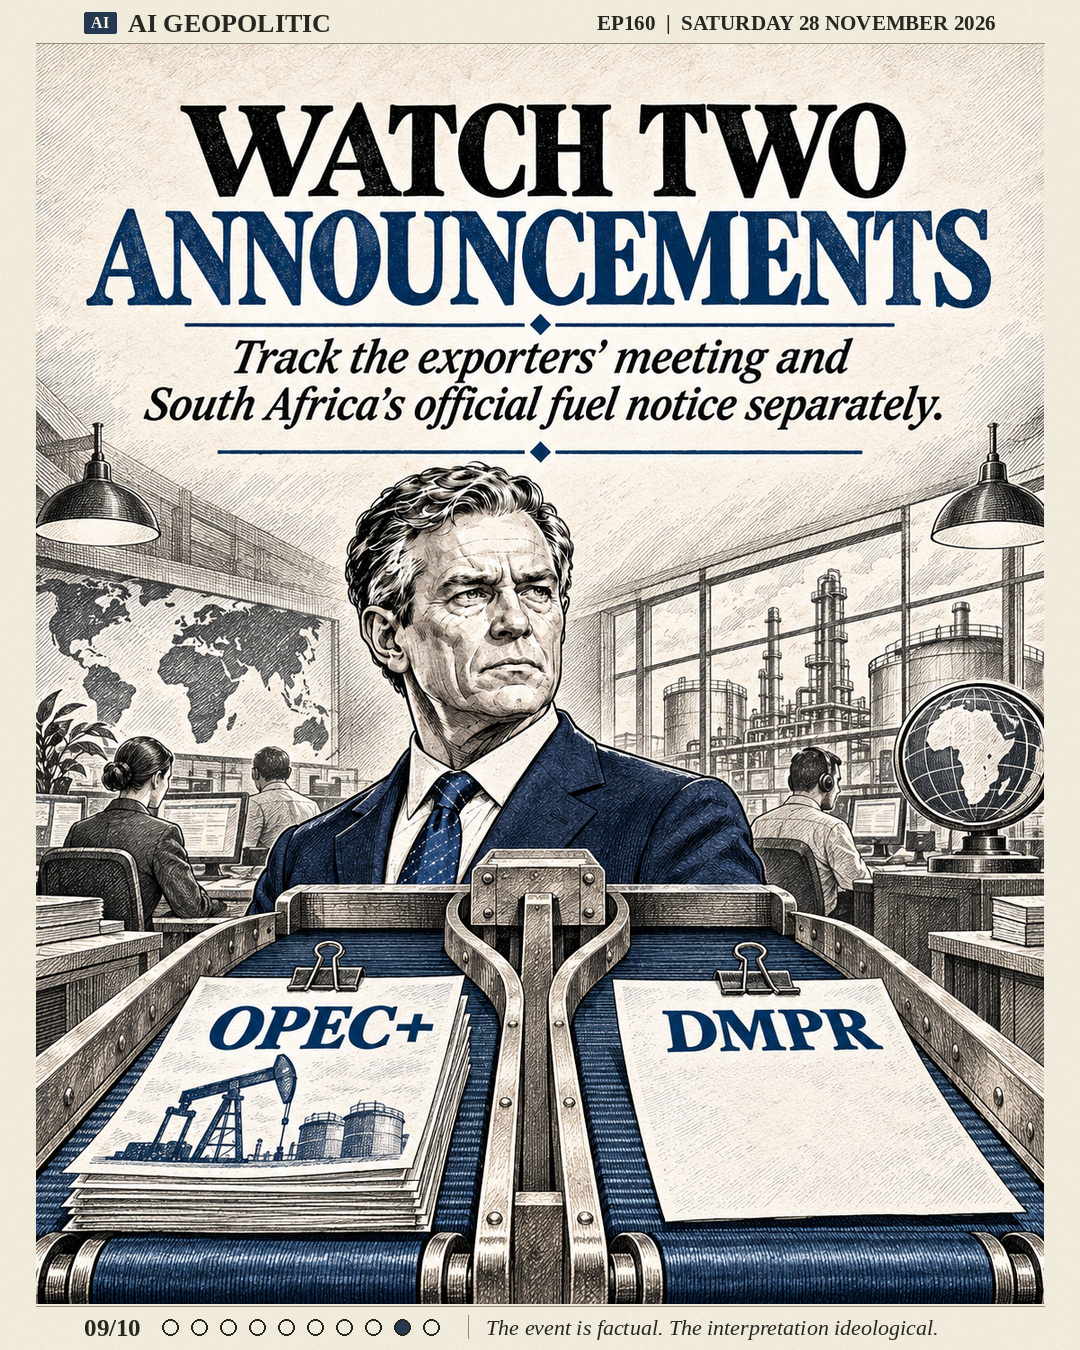 AI AI GEOPOLITIC
EP160 | SATURDAY 28 NOVEMBER 2026
WATCH TWO
ANNOUNCEMENTS
Track the exporters’ meeting and
South Africa’s official fuel notice separately.
OPEC+
DMPR
09/10
The event is factual. The interpretation ideological.